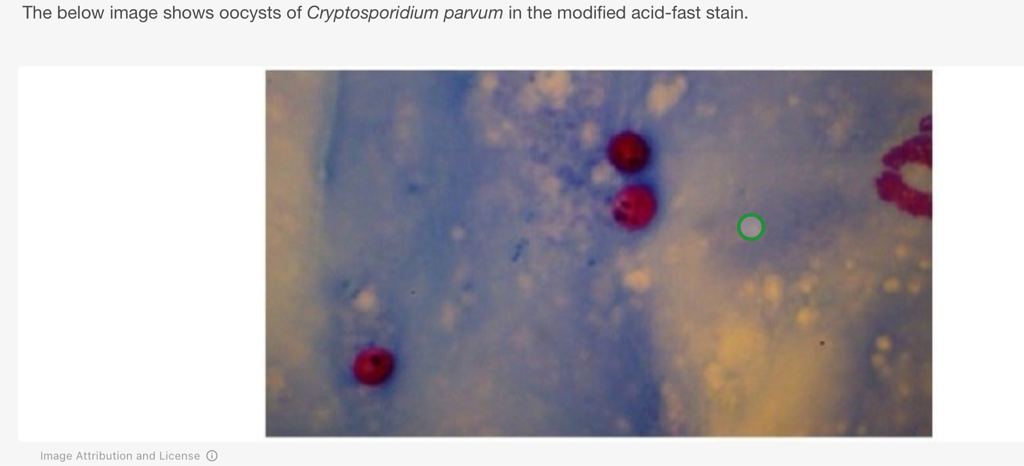 The below image shows oocysts of Cryptosporidium parvum in the modified acid-fast stain.
Image Attribution and License